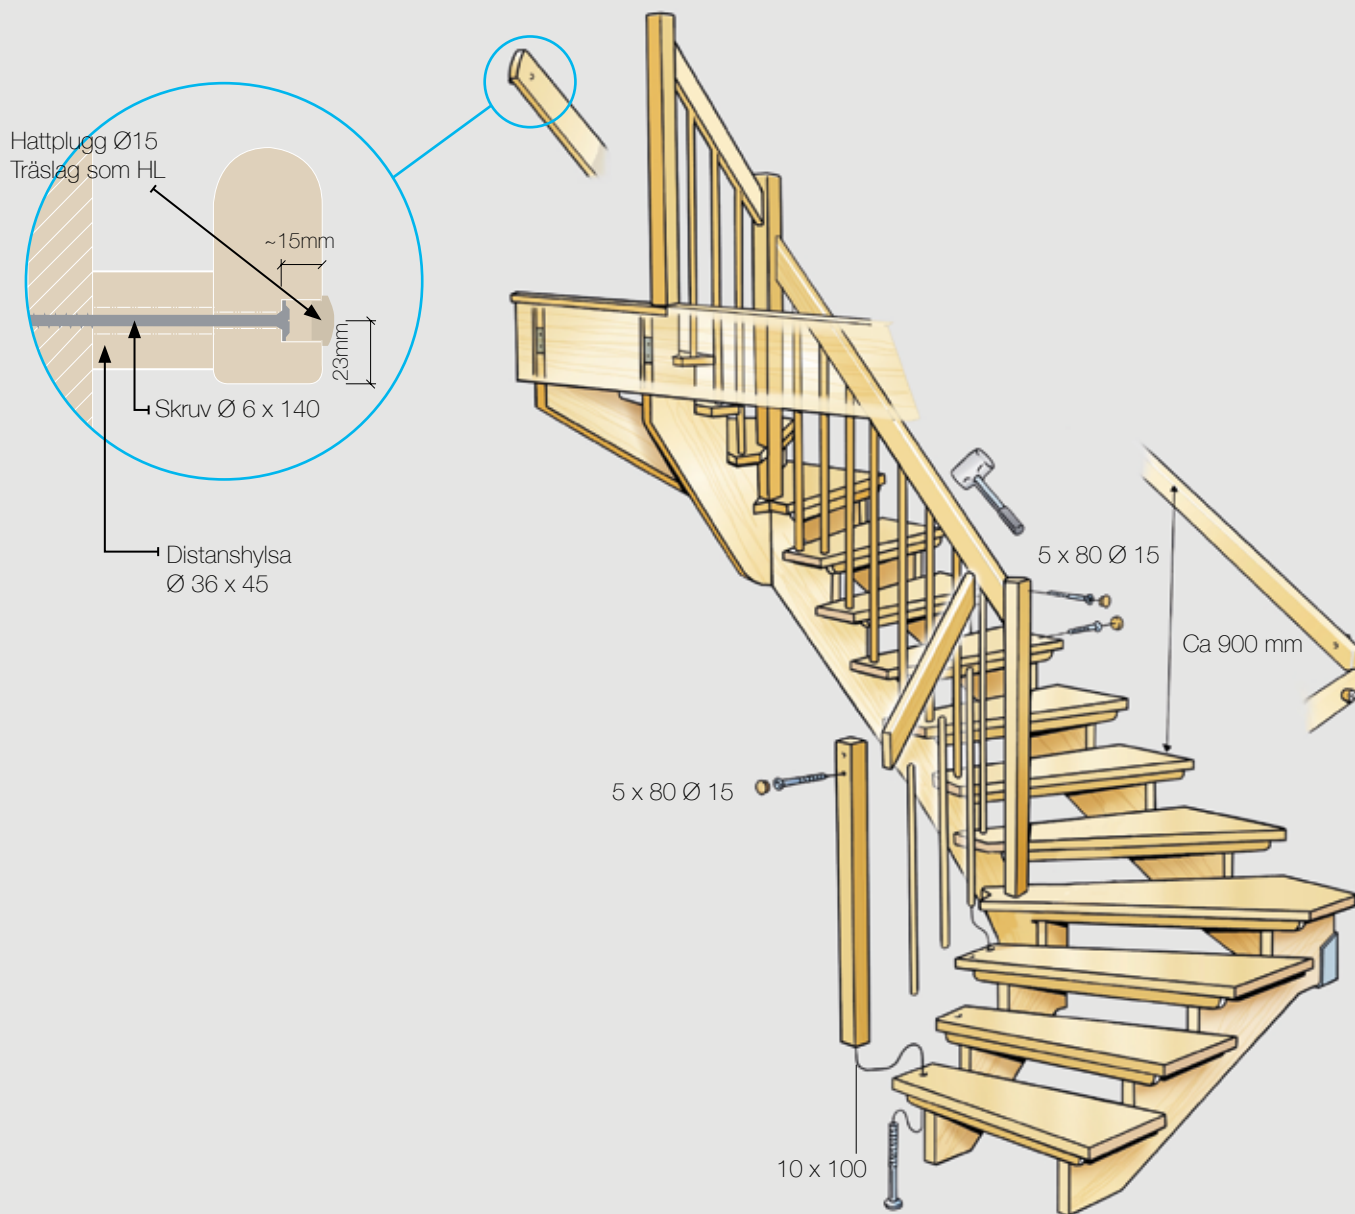 Hattplugg Ø15
Träslag som HL
~15mm
23mm
Skruv Ø 6 x 140
Distanshylsa
Ø 36 x 45
5 x 80 Ø 15
Ca 900 mm
5 x 80 Ø 15
10 x 100